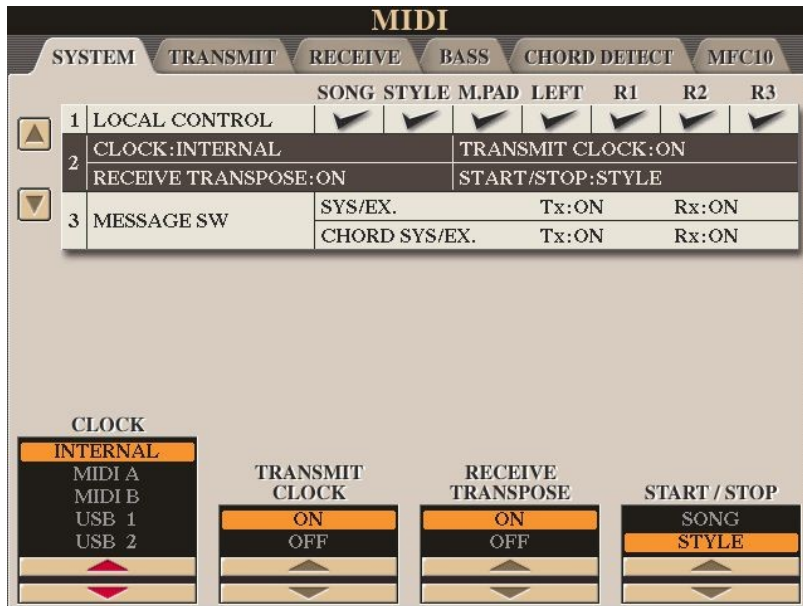 MIDI
SYSTEM TRANSMIT RECEIVE BASS CHORD DETECT MFC10
SONG STYLE M.PAD LEFT R1 R2 R3
1 LOCAL CONTROL
2 CLOCK:INTERNAL TRANSMIT CLOCK:ON
RECEIVE TRANSPOSE:ON START/STOP:STYLE
3 MESSAGE SW SYS/EX. Tx:ON Rx:ON
CHORD SYS/EX. Tx:ON Rx:ON
CLOCK
INTERNAL
MIDI A
MIDI B
USB 1
USB 2
TRANSMIT
CLOCK
ON
OFF
RECEIVE
TRANSPOSE
ON
OFF
START / STOP
SONG
STYLE